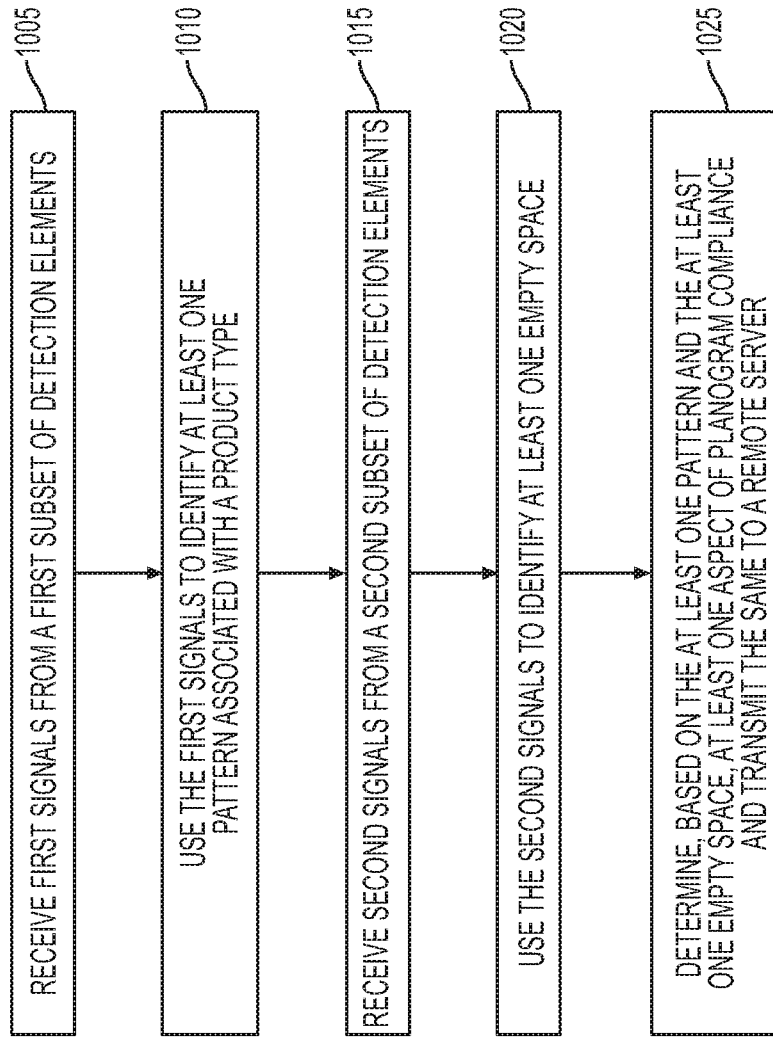 RECEIVE FIRST SIGNALS FROM A FIRST SUBSET OF DETECTION ELEMENTS
1005
USE THE FIRST SIGNALS TO IDENTIFY AT LEAST ONE
PATTERN ASSOCIATED WITH A PRODUCT TYPE
1010
RECEIVE SECOND SIGNALS FROM A SECOND SUBSET OF DETECTION ELEMENTS
1015
USE THE SECOND SIGNALS TO IDENTIFY AT LEAST ONE EMPTY SPACE
1020
DETERMINE, BASED ON THE AT LEAST ONE PATTERN AND THE AT LEAST
ONE EMPTY SPACE, AT LEAST ONE ASPECT OF PLANOGRAM COMPLIANCE
AND TRANSMIT THE SAME TO A REMOTE SERVER
1025